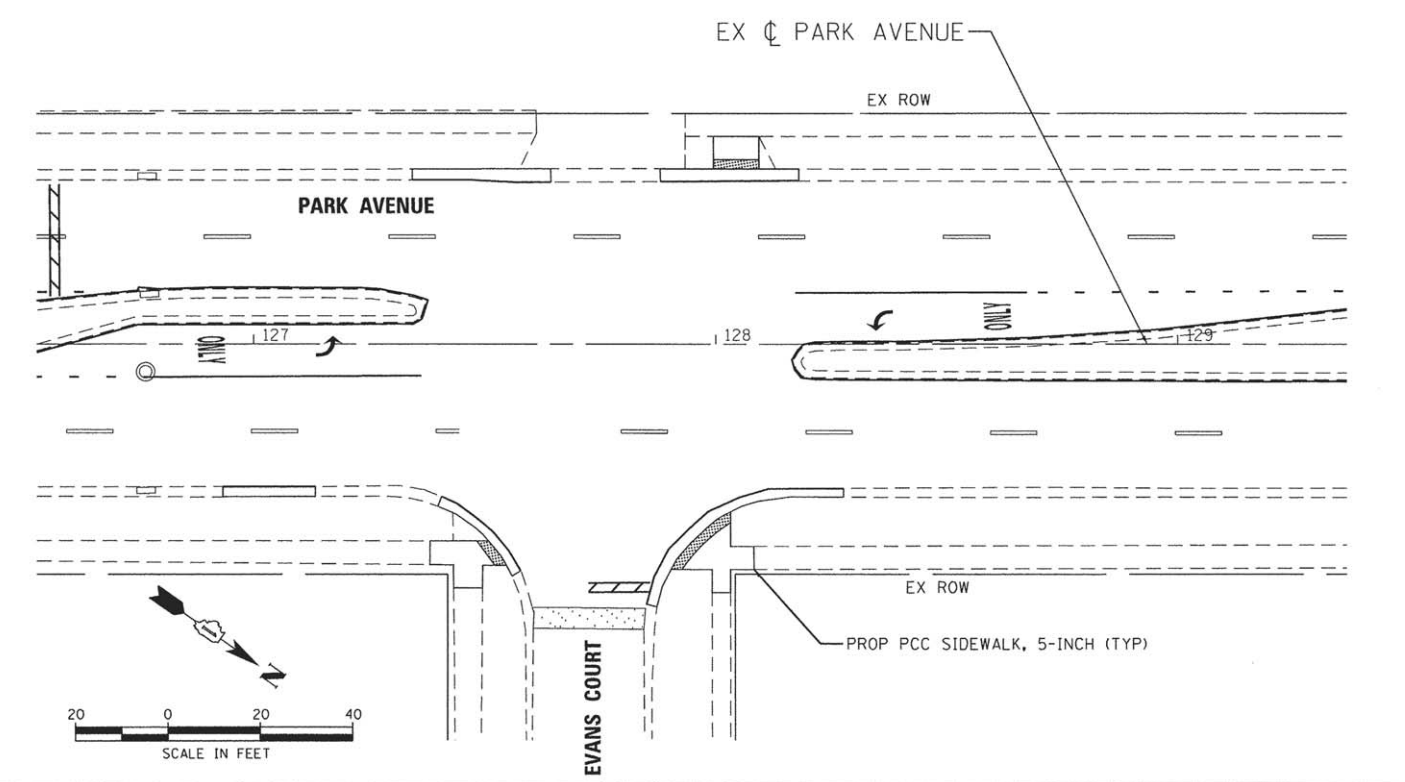 EX ℄ PARK AVENUE
EX ROW
PARK AVENUE
ONLY
127
128
129
ONLY
EX ROW
PROP PCC SIDEWALK, 5-INCH (TYP)
EVANS COURT
N
20 0 20 40
SCALE IN FEET